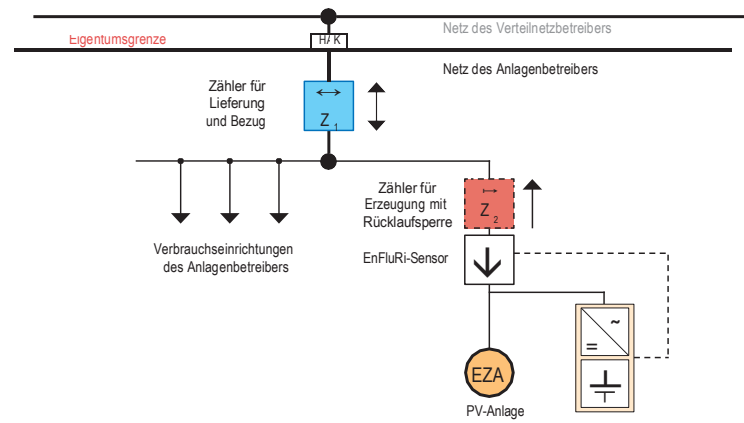 Netz des Verteilnetzbetreibers
Eigentumsgrenze
HAK
Netz des Anlagenbetreibers
Zähler für
Lieferung
und Bezug
Z 1
Zähler für
Erzeugung mit
Rücklaufsperre
Z 2
Verbrauchseinrichtungen
des Anlagenbetreibers
EnFluRi-Sensor
~
=
EZA
PV-Anlage